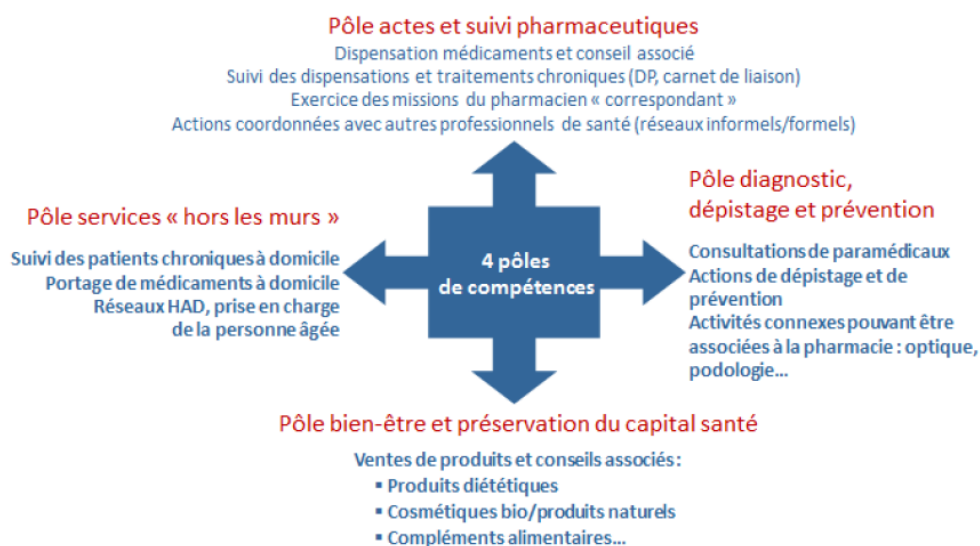 Pôle actes et suivi pharmaceutiques
Dispensation médicaments et conseil associé
Suivi des dispensations et traitements chroniques (DP, carnet de liaison)
Exercice des missions du pharmacien « correspondant »
Actions coordonnées avec autres professionnels de santé (réseaux informels/formels)
Pôle services « hors les murs »
Suivi des patients chroniques à domicile
Portage de médicaments à domicile
Réseaux HAD, prise en charge
de la personne âgée
4 pôles
de compétences
Pôle diagnostic,
dépistage et prévention
Consultations de paramédicaux
Actions de dépistage et de
prévention
Activités connexes pouvant être
associées à la pharmacie : optique,
podologie...
Pôle bien-être et préservation du capital santé
Ventes de produits et conseils associés :
▪ Produits diététiques
▪ Cosmétiques bio/produits naturels
▪ Compléments alimentaires...